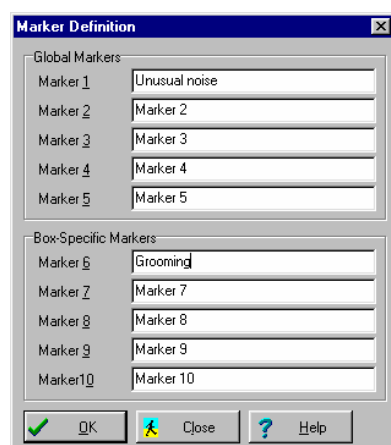 Marker Definition
Global Markers
Marker 1 Unusual noise
Marker 2 Marker 2
Marker 3 Marker 3
Marker 4 Marker 4
Marker 5 Marker 5
Box-Specific Markers
Marker 6 Grooming
Marker 7 Marker 7
Marker 8 Marker 8
Marker 9 Marker 9
Marker10 Marker 10
OK Close Help